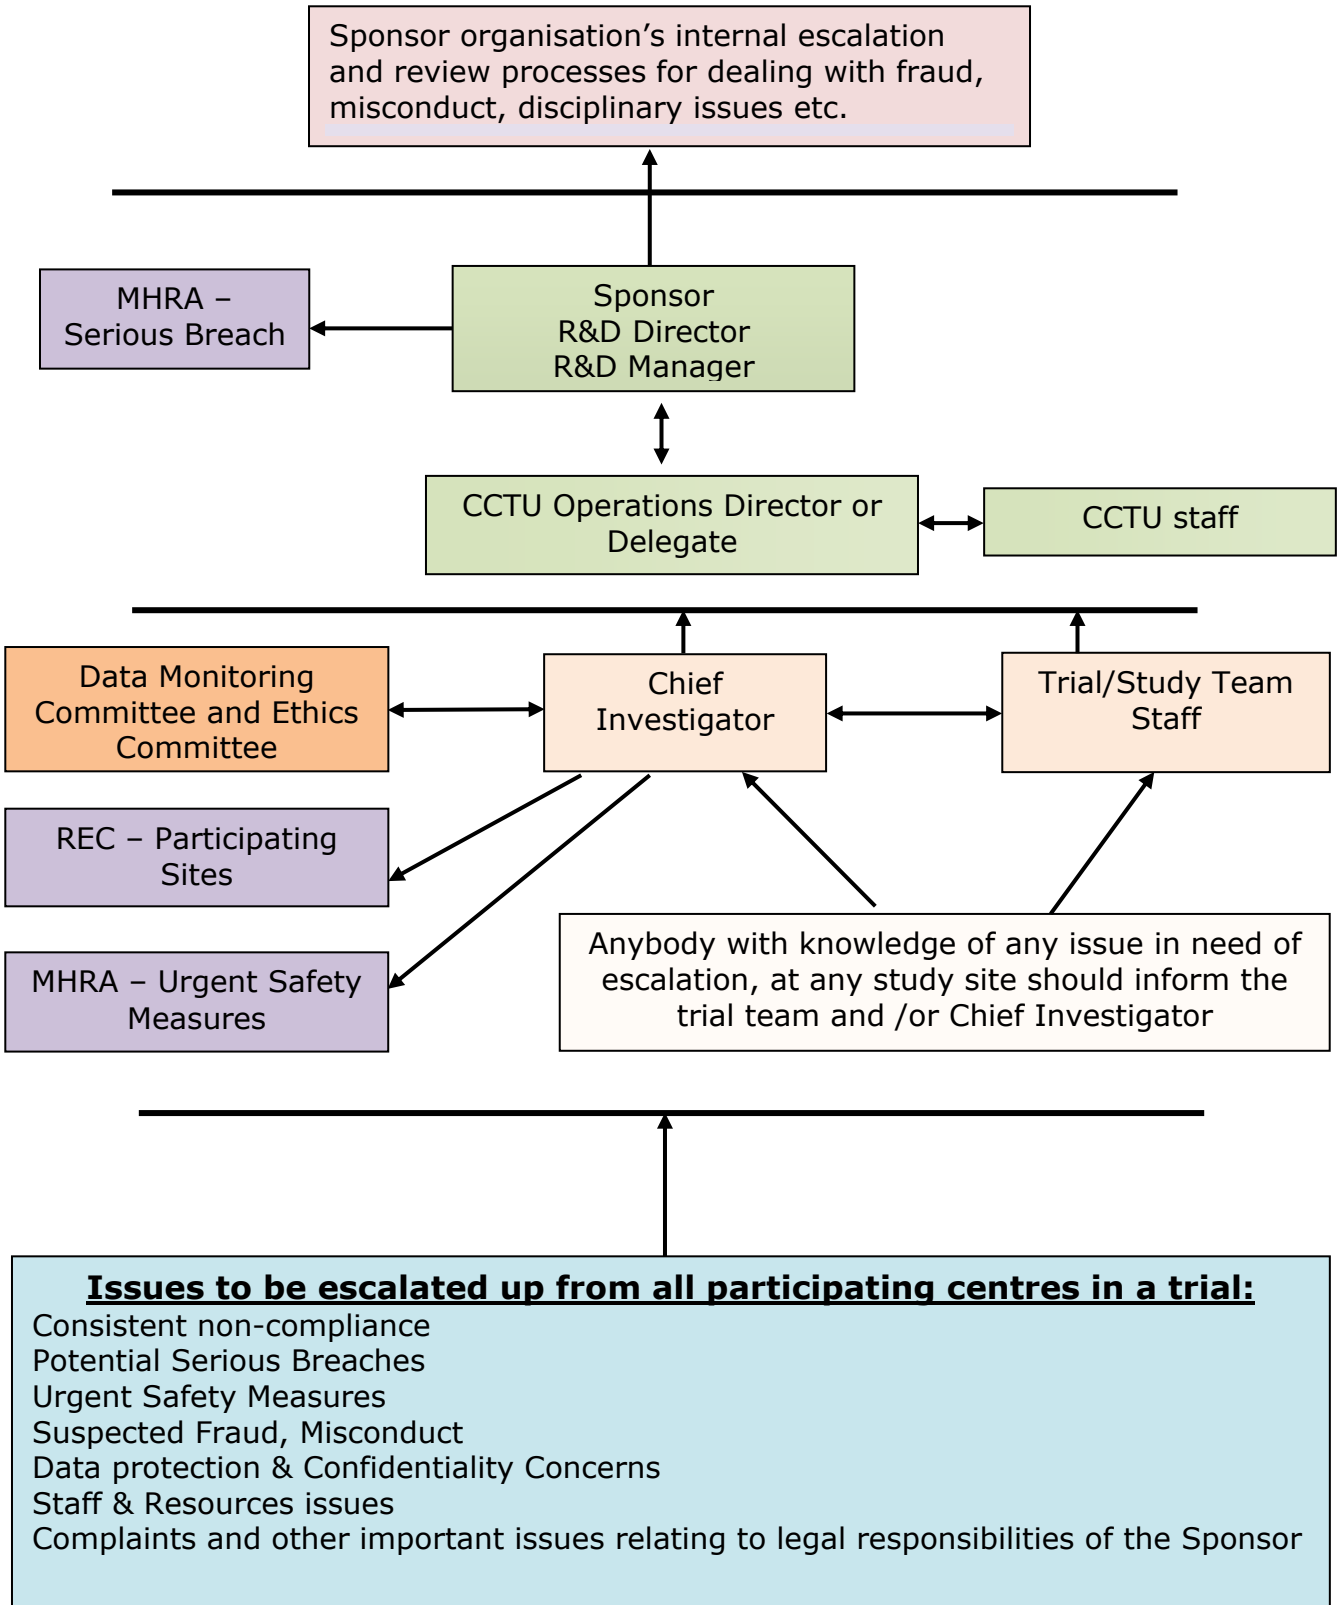 Sponsor organisation’s internal escalation
and review processes for dealing with fraud,
misconduct, disciplinary issues etc.
MHRA –
Serious Breach
Sponsor
R&D Director
R&D Manager
CCTU Operations Director or
Delegate
CCTU staff
Data Monitoring
Committee and Ethics
Committee
Chief
Investigator
Trial/Study Team
Staff
REC – Participating
Sites
MHRA – Urgent Safety
Measures
Anybody with knowledge of any issue in need of
escalation, at any study site should inform the
trial team and /or Chief Investigator
Issues to be escalated up from all participating centres in a trial:
Consistent non-compliance
Potential Serious Breaches
Urgent Safety Measures
Suspected Fraud, Misconduct
Data protection & Confidentiality Concerns
Staff & Resources issues
Complaints and other important issues relating to legal responsibilities of the Sponsor